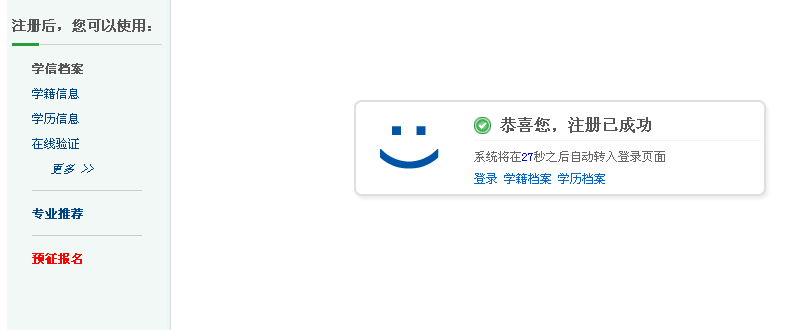 注册后，您可以使用：
学信档案
学籍信息
学历信息
在线验证
更多 >>
专业推荐
预征报名
恭喜您，注册已成功
系统将在27秒之后自动转入登录页面
登录 学籍档案 学历档案